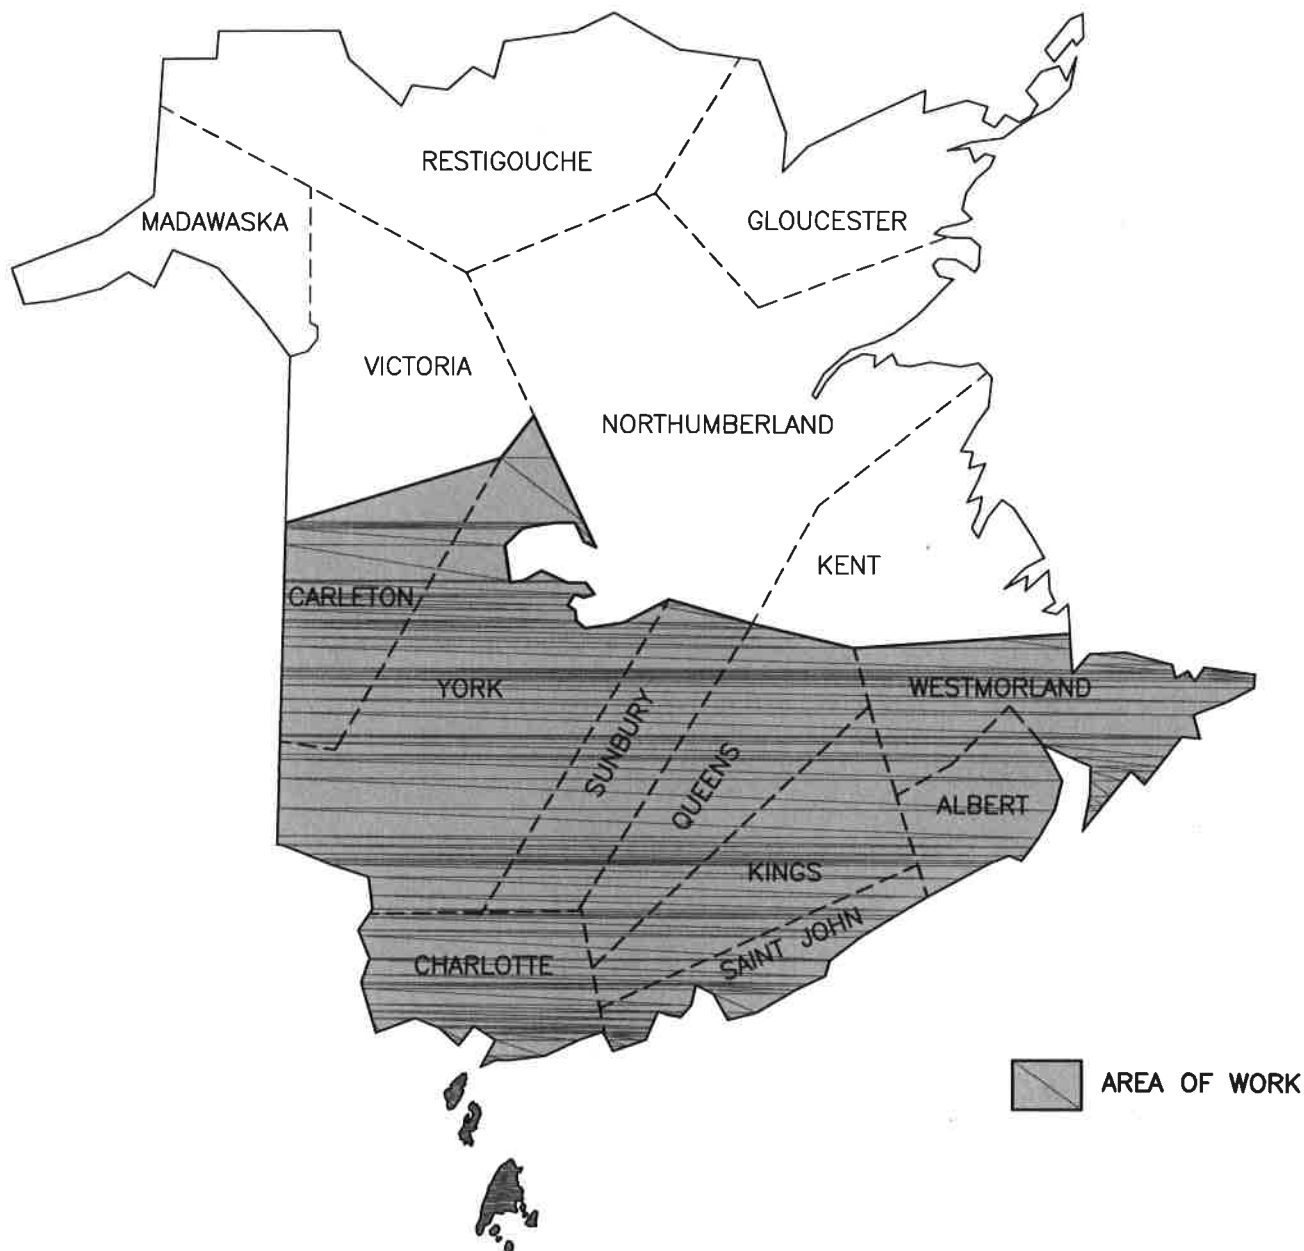 RESTIGOUCHE
MADAWASKA
GLOUCESTER
VICTORIA
NORTHUMBERLAND
KENT
CARLETON
YORK
WESTMORLAND
SUNBURY
QUEENS
ALBERT
KINGS
SAINT JOHN
CHARLOTTE
AREA OF WORK